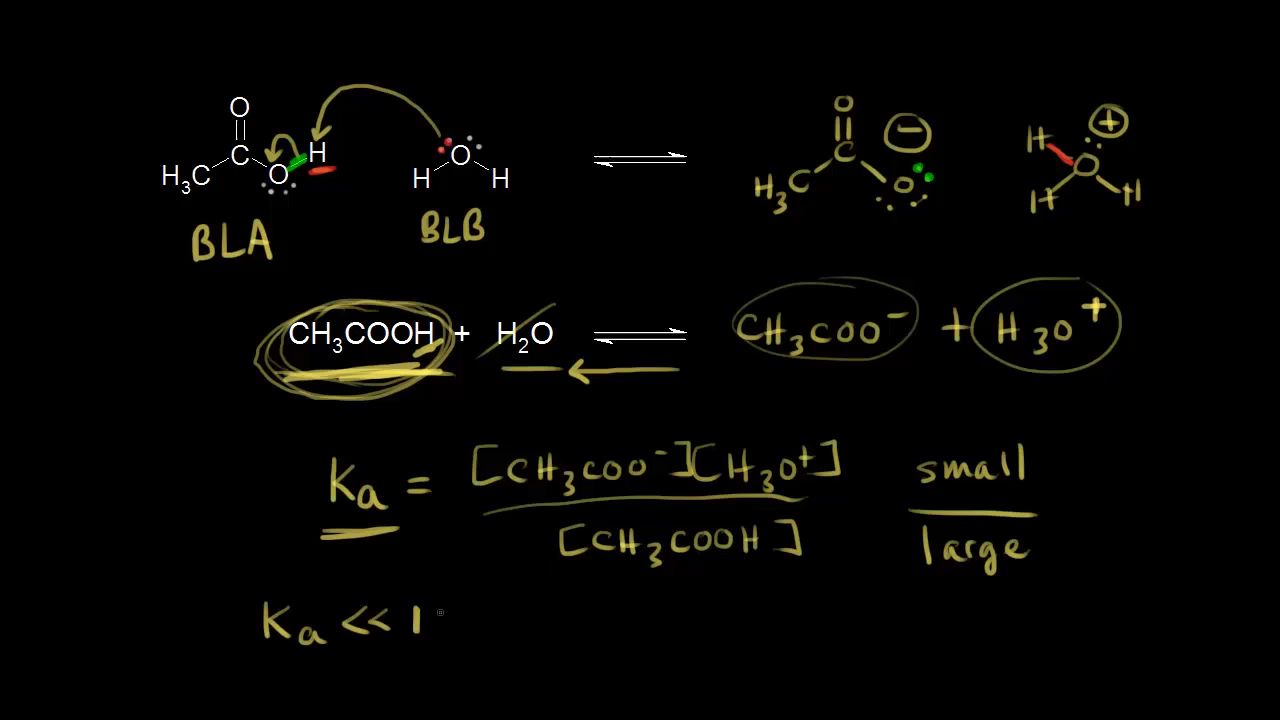 O H O O ⊖ H ⊕
H₃C C O H H ⇌ H₃C C O H O H
BLA BLB
CH₃COOH + H₂O ⇌ CH₃COO⁻ + H₃O⁺
Ka = [CH₃COO⁻][H₃O⁺] small
[CH₃COOH] large
Ka << 1